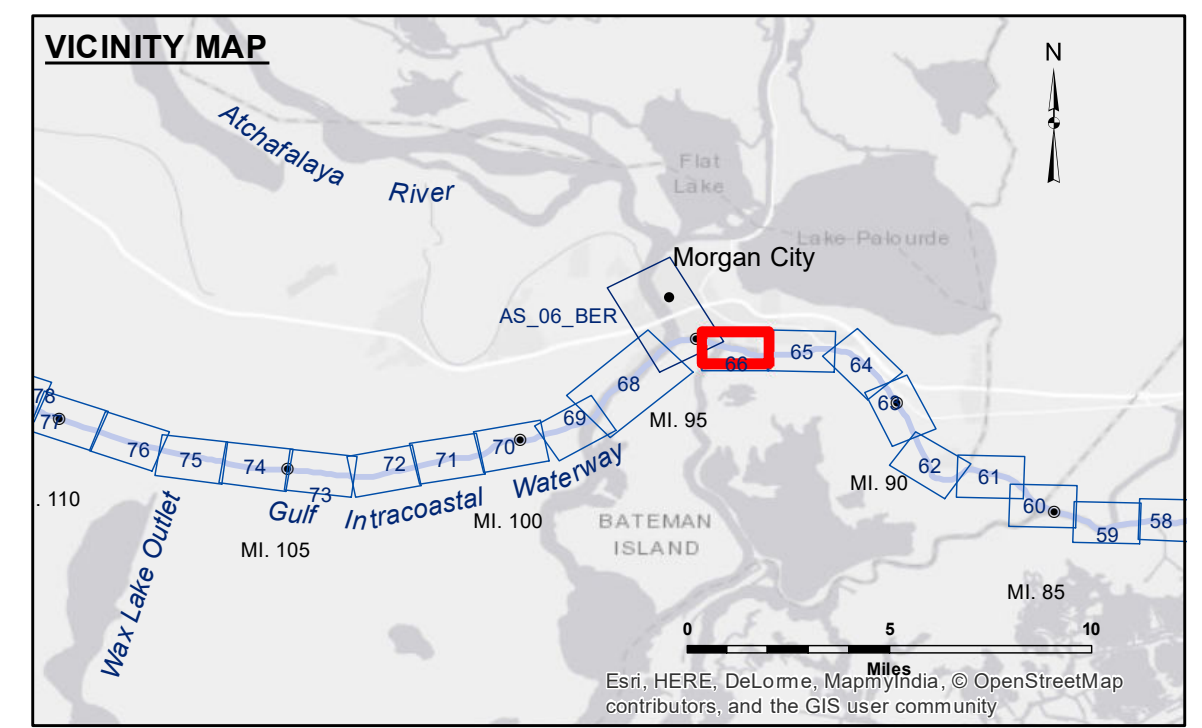 VICINITY MAP
N
Atchafalaya
River
Flat
Lake
Lake Palourde
Morgan City
AS_06_BER
66
65
64
63
62
61
60
59
58
68
69
70
71
72
73
74
75
76
77
78
MI. 95
MI. 90
MI. 85
MI. 100
MI. 105
. 110
Gulf Intracoastal Waterway
Wax Lake Outlet
BATEMAN
ISLAND
0 5 10
Miles
Esri, HERE, DeLorme, MapmyIndia, © OpenStreetMap
contributors, and the GIS user community